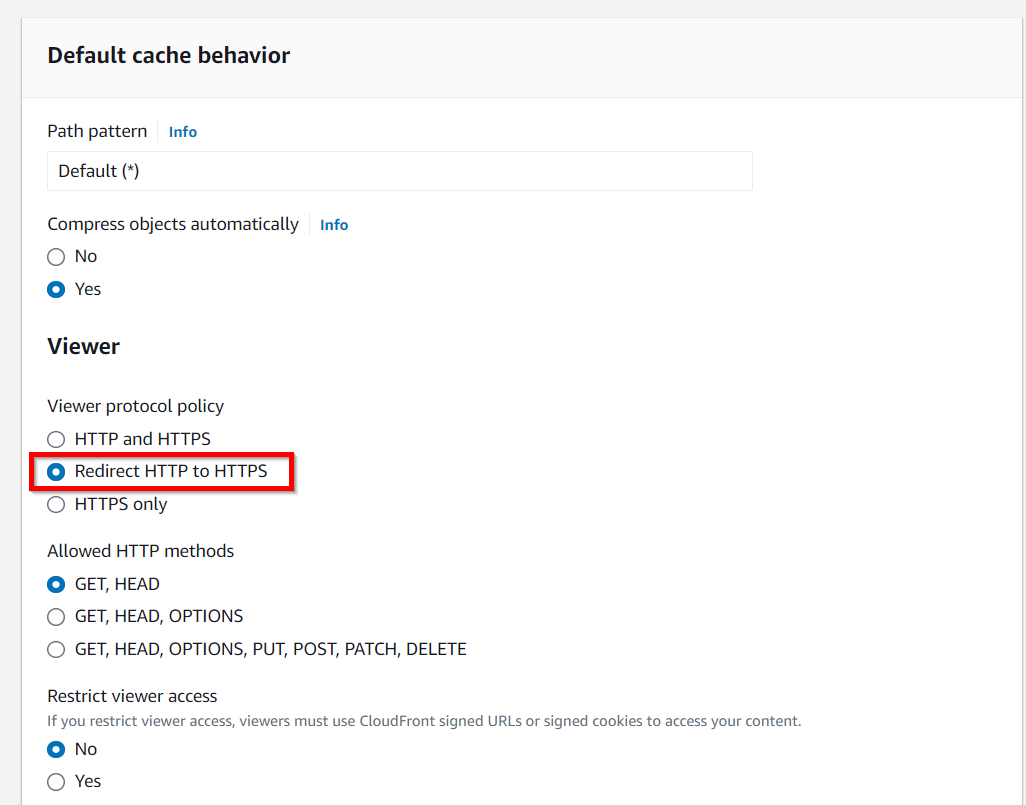 Default cache behavior
Path pattern Info
Default (*)
Compress objects automatically Info
No
Yes
Viewer
Viewer protocol policy
HTTP and HTTPS
Redirect HTTP to HTTPS
HTTPS only
Allowed HTTP methods
GET, HEAD
GET, HEAD, OPTIONS
GET, HEAD, OPTIONS, PUT, POST, PATCH, DELETE
Restrict viewer access
If you restrict viewer access, viewers must use CloudFront signed URLs or signed cookies to access your content.
No
Yes